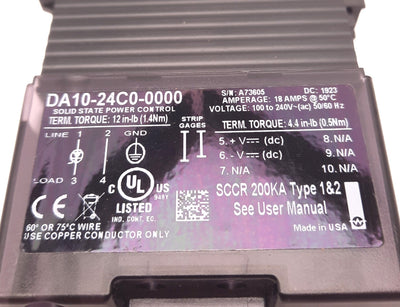 S/N: A73605 DC: 1923
DA10-24C0-0000
SOLID STATE POWER CONTROL
AMPERAGE: 18 AMPS @ 50°C
VOLTAGE: 100 to 240V~(ac) 50/60 Hz
TERM. TORQUE: 12 in-lb (1.4Nm)
STRIP GAGES
TERM. TORQUE: 4.4 in-lb (0.5Nm)
LINE 1 2 GND
5. + V⎓ (dc) 8. N/A
6. - V⎓ (dc) 9. N/A
7. N/A 10. N/A
LOAD 3 4
CE
C UL US
LISTED
IND. CONT. EQ.
SCCR 200KA Type 1&2
See User Manual
60° OR 75°C WIRE
USE COPPER CONDUCTOR ONLY
Made in USA